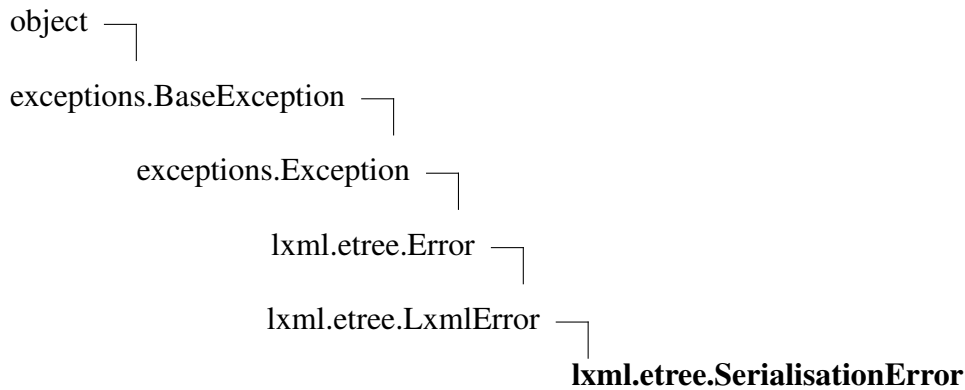 object
exceptions.BaseException
exceptions.Exception
lxml.etree.Error
lxml.etree.LxmlError
lxml.etree.SerialisationError